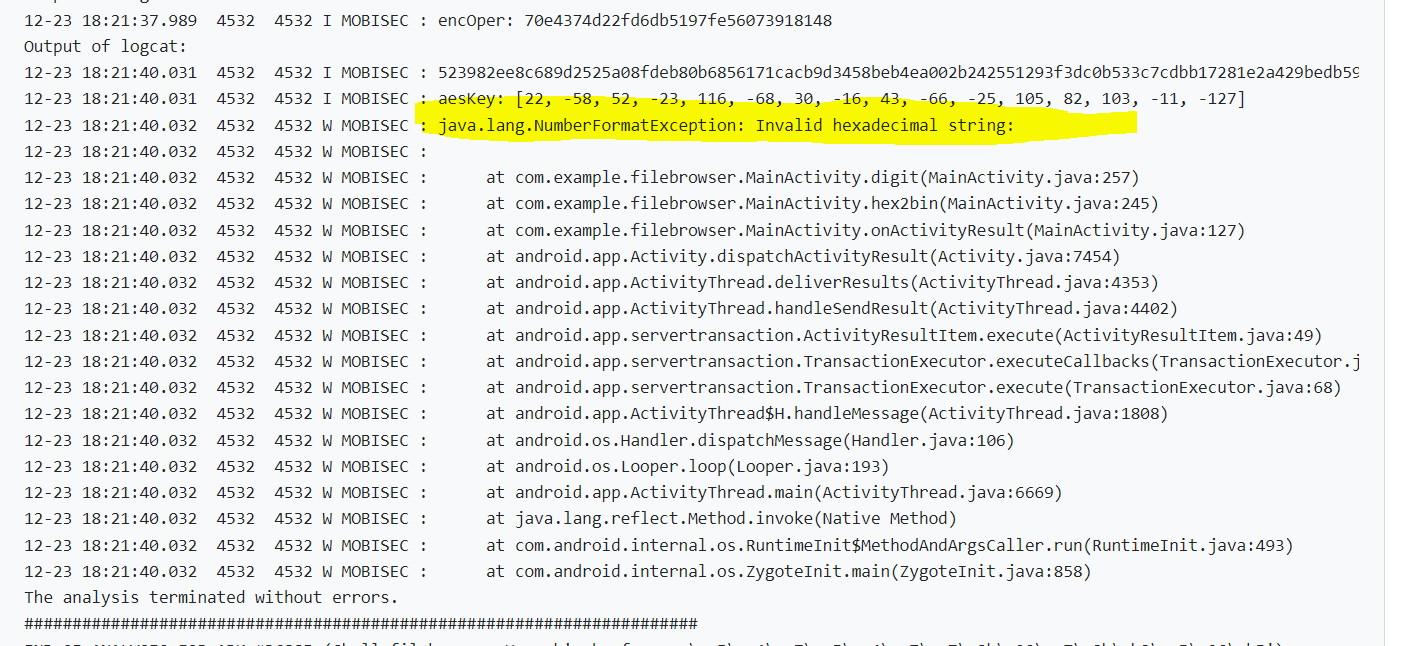 12-23 18:21:37.989 4532 4532 I MOBISEC : encOper: 70e4374d22fd6db5197fe56073918148
Output of logcat:
12-23 18:21:40.031 4532 4532 I MOBISEC : 523982ee8c689d2525a08fdeb80b6856171cacb9d3458beb4ea002b242551293f3dc0b533c7cdbb17281e2a429bedb59
12-23 18:21:40.031 4532 4532 I MOBISEC : aesKey: [22, -58, 52, -23, 116, -68, 30, -16, 43, -66, -25, 105, 82, 103, -11, -127]
12-23 18:21:40.032 4532 4532 W MOBISEC : java.lang.NumberFormatException: Invalid hexadecimal string:
12-23 18:21:40.032 4532 4532 W MOBISEC :
12-23 18:21:40.032 4532 4532 W MOBISEC : at com.example.filebrowser.MainActivity.digit(MainActivity.java:257)
12-23 18:21:40.032 4532 4532 W MOBISEC : at com.example.filebrowser.MainActivity.hex2bin(MainActivity.java:245)
12-23 18:21:40.032 4532 4532 W MOBISEC : at com.example.filebrowser.MainActivity.onActivityResult(MainActivity.java:127)
12-23 18:21:40.032 4532 4532 W MOBISEC : at android.app.Activity.dispatchActivityResult(Activity.java:7454)
12-23 18:21:40.032 4532 4532 W MOBISEC : at android.app.ActivityThread.deliverResults(ActivityThread.java:4353)
12-23 18:21:40.032 4532 4532 W MOBISEC : at android.app.ActivityThread.handleSendResult(ActivityThread.java:4402)
12-23 18:21:40.032 4532 4532 W MOBISEC : at android.app.servertransaction.ActivityResultItem.execute(ActivityResultItem.java:49)
12-23 18:21:40.032 4532 4532 W MOBISEC : at android.app.servertransaction.TransactionExecutor.executeCallbacks(TransactionExecutor.j
12-23 18:21:40.032 4532 4532 W MOBISEC : at android.app.servertransaction.TransactionExecutor.execute(TransactionExecutor.java:68)
12-23 18:21:40.032 4532 4532 W MOBISEC : at android.app.ActivityThread$H.handleMessage(ActivityThread.java:1808)
12-23 18:21:40.032 4532 4532 W MOBISEC : at android.os.Handler.dispatchMessage(Handler.java:106)
12-23 18:21:40.032 4532 4532 W MOBISEC : at android.os.Looper.loop(Looper.java:193)
12-23 18:21:40.032 4532 4532 W MOBISEC : at android.app.ActivityThread.main(ActivityThread.java:6669)
12-23 18:21:40.032 4532 4532 W MOBISEC : at java.lang.reflect.Method.invoke(Native Method)
12-23 18:21:40.032 4532 4532 W MOBISEC : at com.android.internal.os.RuntimeInit$MethodAndArgsCaller.run(RuntimeInit.java:493)
12-23 18:21:40.032 4532 4532 W MOBISEC : at com.android.internal.os.ZygoteInit.main(ZygoteInit.java:858)
The analysis terminated without errors.
######################################################################